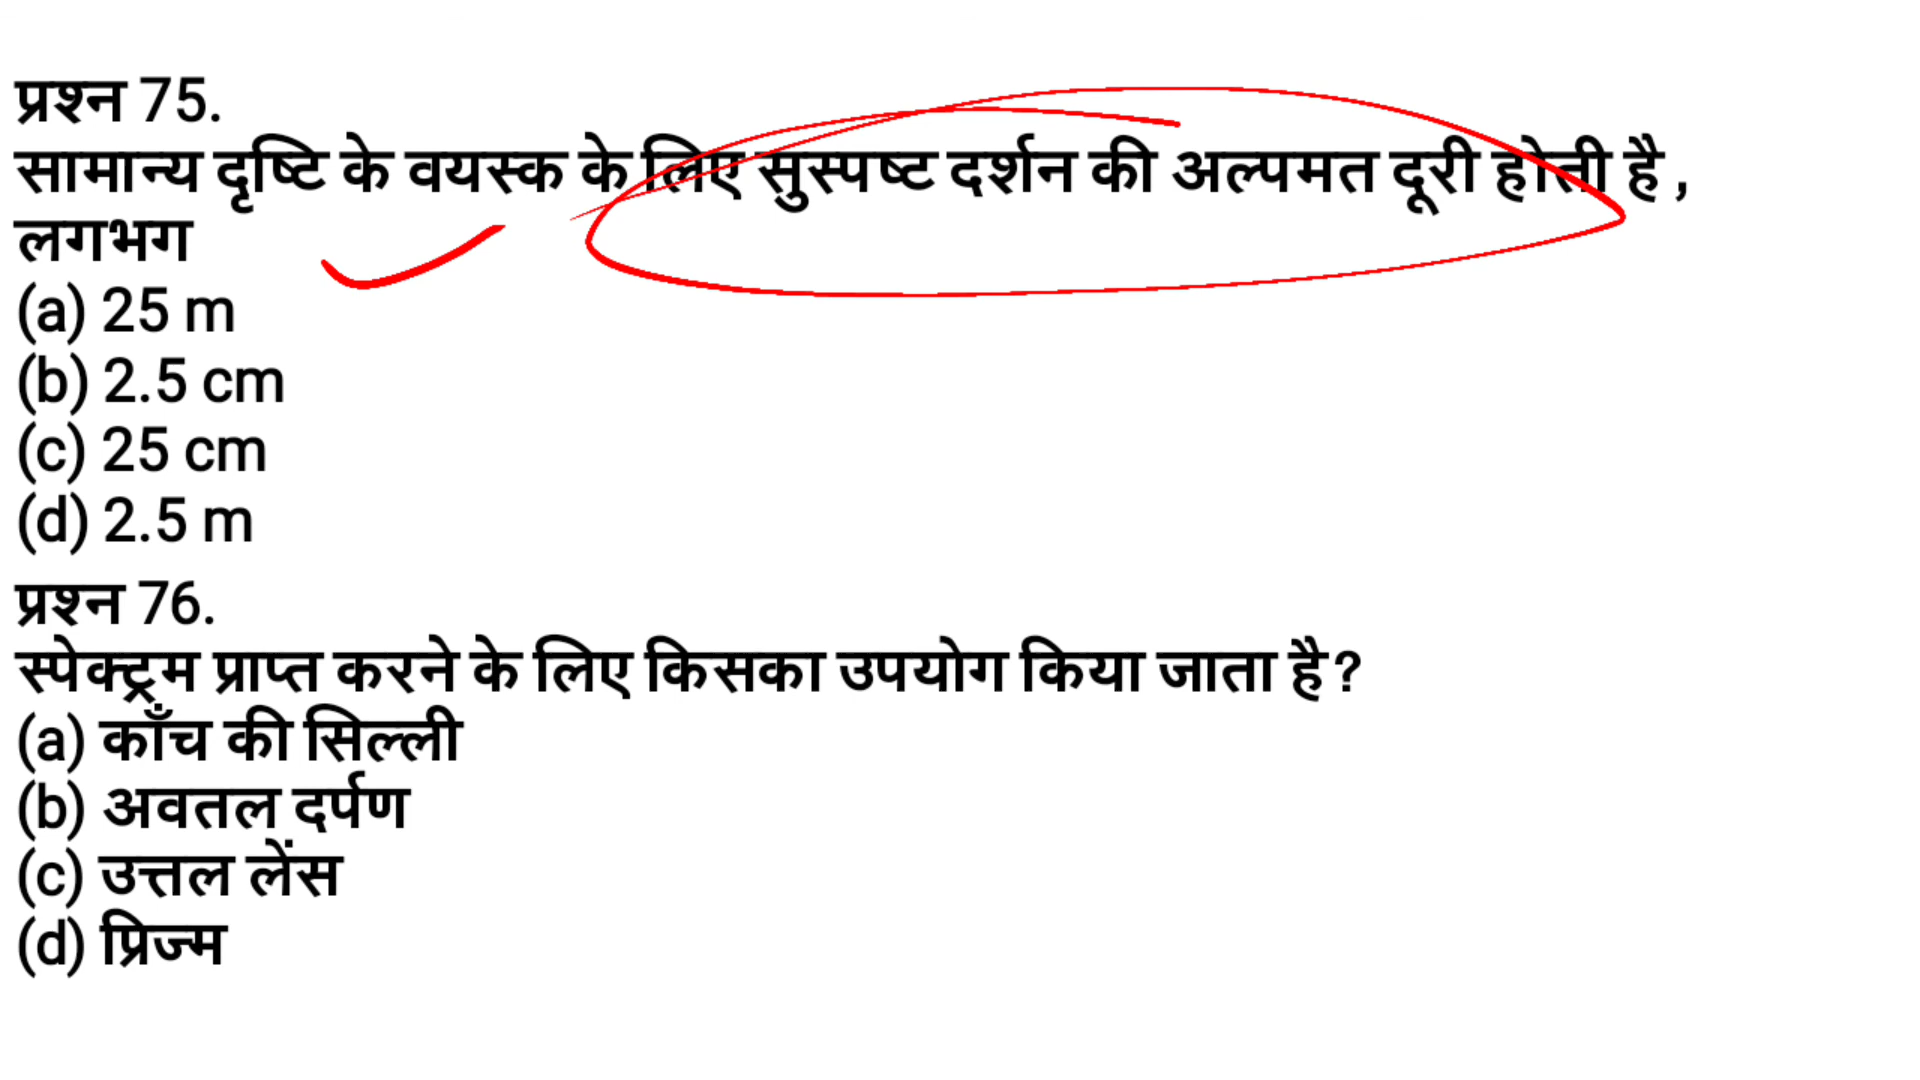 प्रश्न 75.
सामान्य दृष्टि के वयस्क के लिए सुस्पष्ट दर्शन की अल्पमत दूरी होती है ,
लगभग
(a) 25 m
(b) 2.5 cm
(c) 25 cm
(d) 2.5 m
प्रश्न 76.
स्पेक्ट्रम प्राप्त करने के लिए किसका उपयोग किया जाता है ?
(a) काँच की सिल्ली
(b) अवतल दर्पण
(c) उत्तल लेंस
(d) प्रिज्म